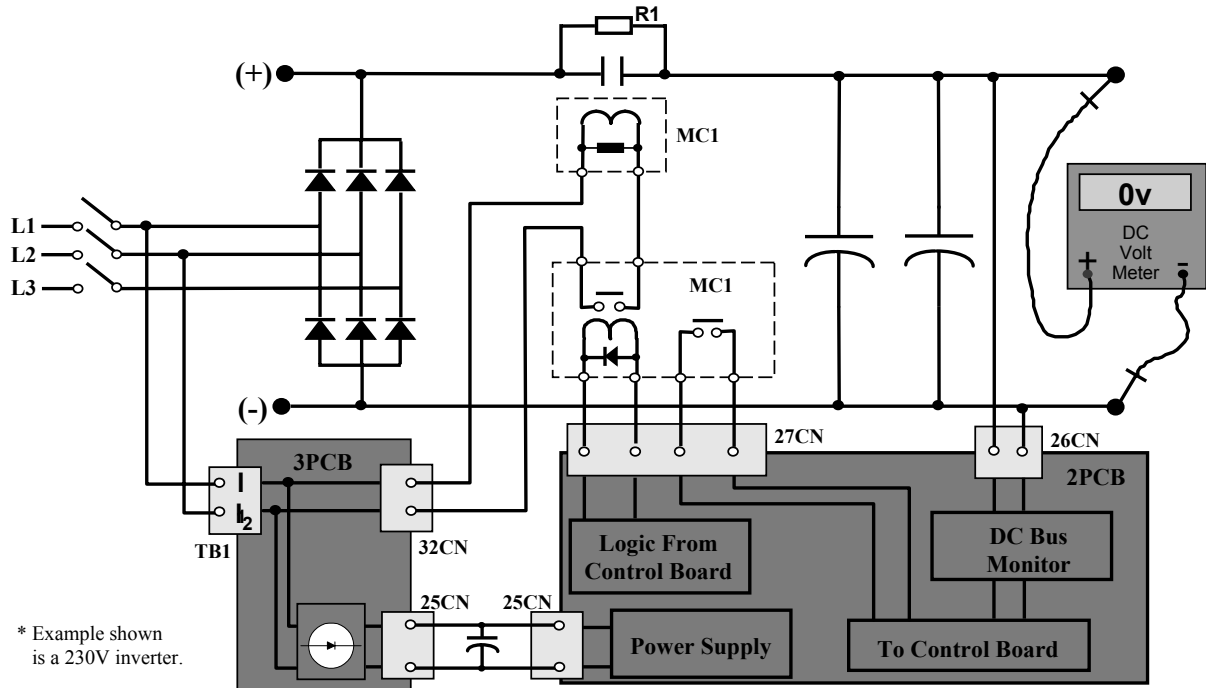 R1
(+)
MC1
0v
DC
Volt
Meter
+
-
L1
L2
L3
MC1
(-)
27CN
26CN
3PCB
2PCB
TB1
32CN
Logic From
Control Board
DC Bus
Monitor
25CN
25CN
Power Supply
To Control Board
* Example shown
is a 230V inverter.